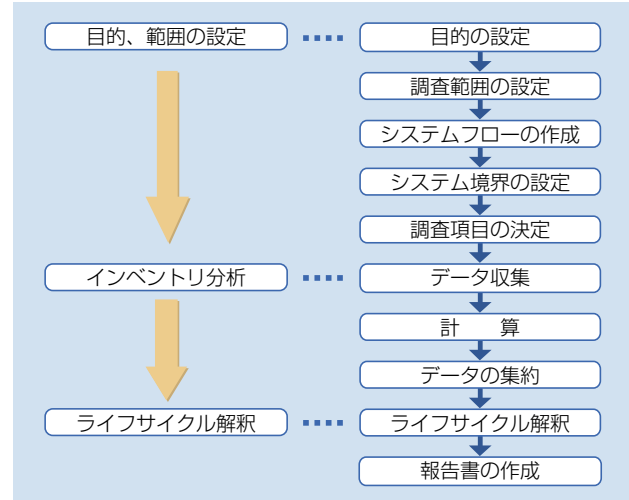 目的、範囲の設定
目的の設定
調査範囲の設定
システムフローの作成
システム境界の設定
調査項目の決定
インベントリ分析
データ収集
計　　算
データの集約
ライフサイクル解釈
ライフサイクル解釈
報告書の作成